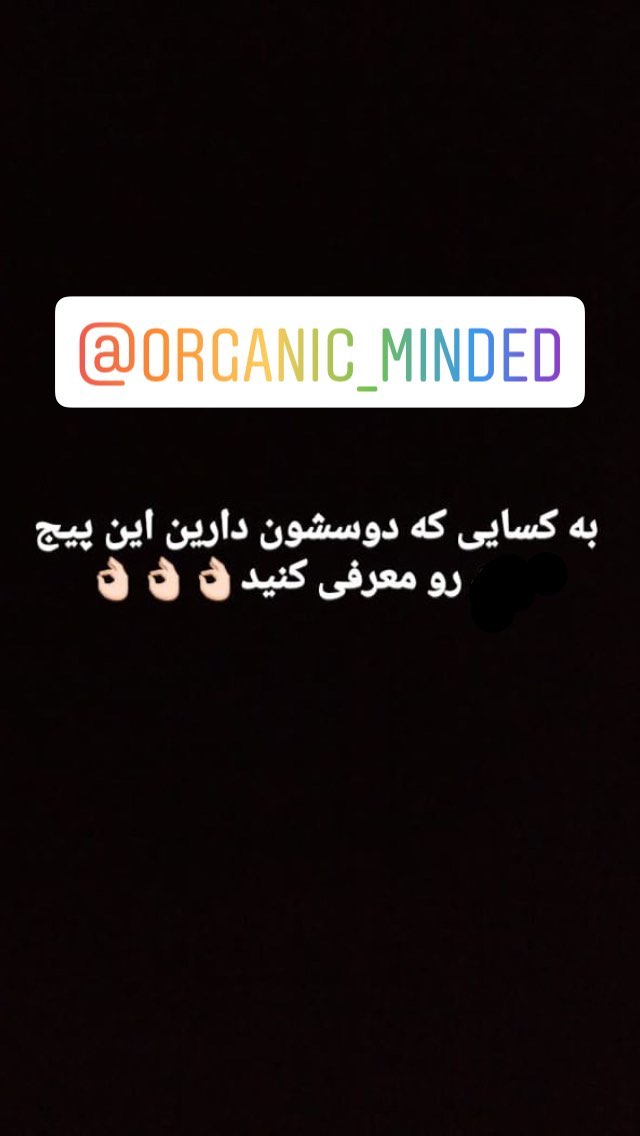 @ORGANIC_MINDED
به کسایی که دوسشون دارین این پیج
رو معرفی کنید👌🏻👌🏻👌🏻